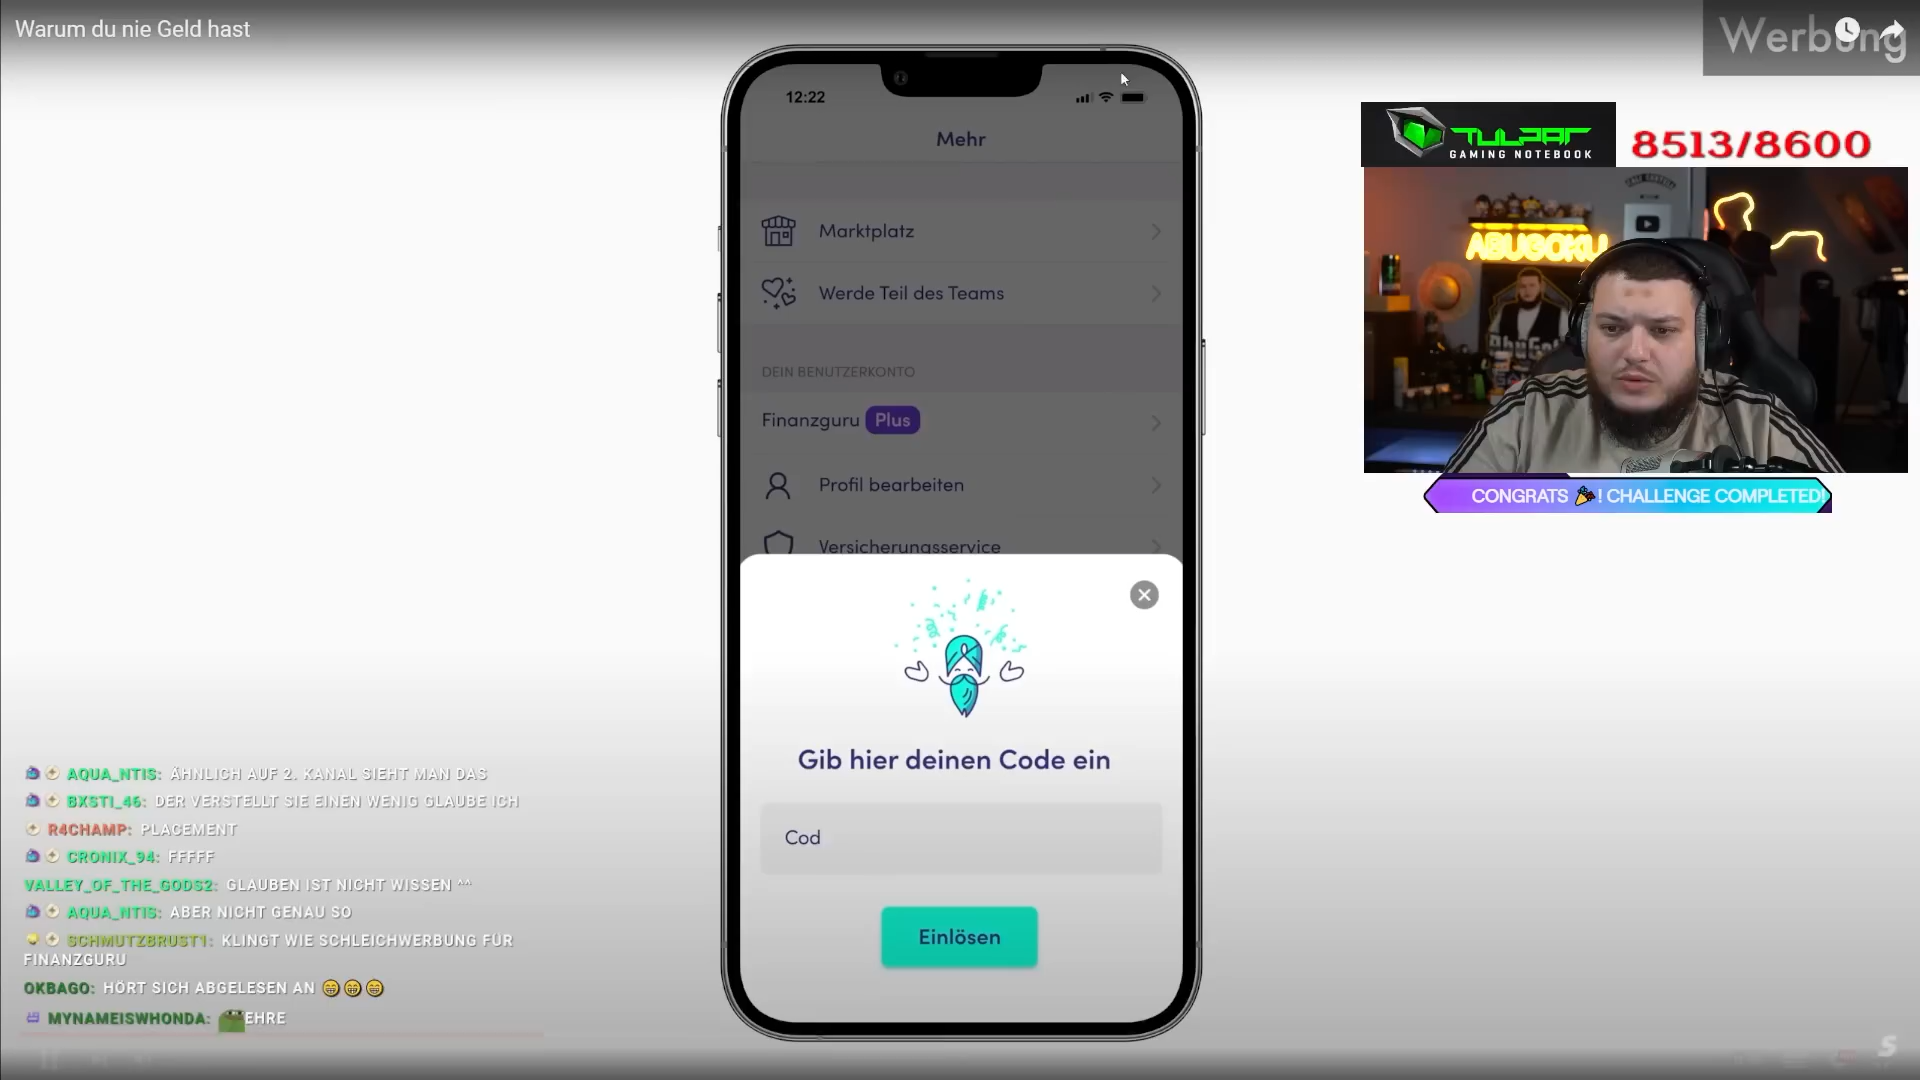 Warum du nie Geld hast
Werbung
12:22
Mehr
Marktplatz
Werde Teil des Teams
DEIN BENUTZERKONTO
Finanzguru Plus
Profil bearbeiten
Versicherungsservice
Gib hier deinen Code ein
Cod
Einlösen
TULPAR
GAMING NOTEBOOK
8513/8600
ABUGOKU
CONGRATS 🎉! CHALLENGE COMPLETED!
AQUA_NTIS: ÄHNLICH AUF 2. KANAL SIEHT MAN DAS
BXSTI_46: DER VERSTELLT SIE EINEN WENIG GLAUBE ICH
R4CHAMP: PLACEMENT
CRONIX_94: FFFFF
VALLEY_OF_THE_GODS2: GLAUBEN IST NICHT WISSEN ^^
AQUA_NTIS: ABER NICHT GENAU SO
SCHMUTZBRUST1: KLINGT WIE SCHLEICHWERBUNG FÜR
FINANZGURU
OKBAGO: HÖRT SICH ABGELESEN AN 😁😁😁
MYNAMEISWHONDA: EHRE